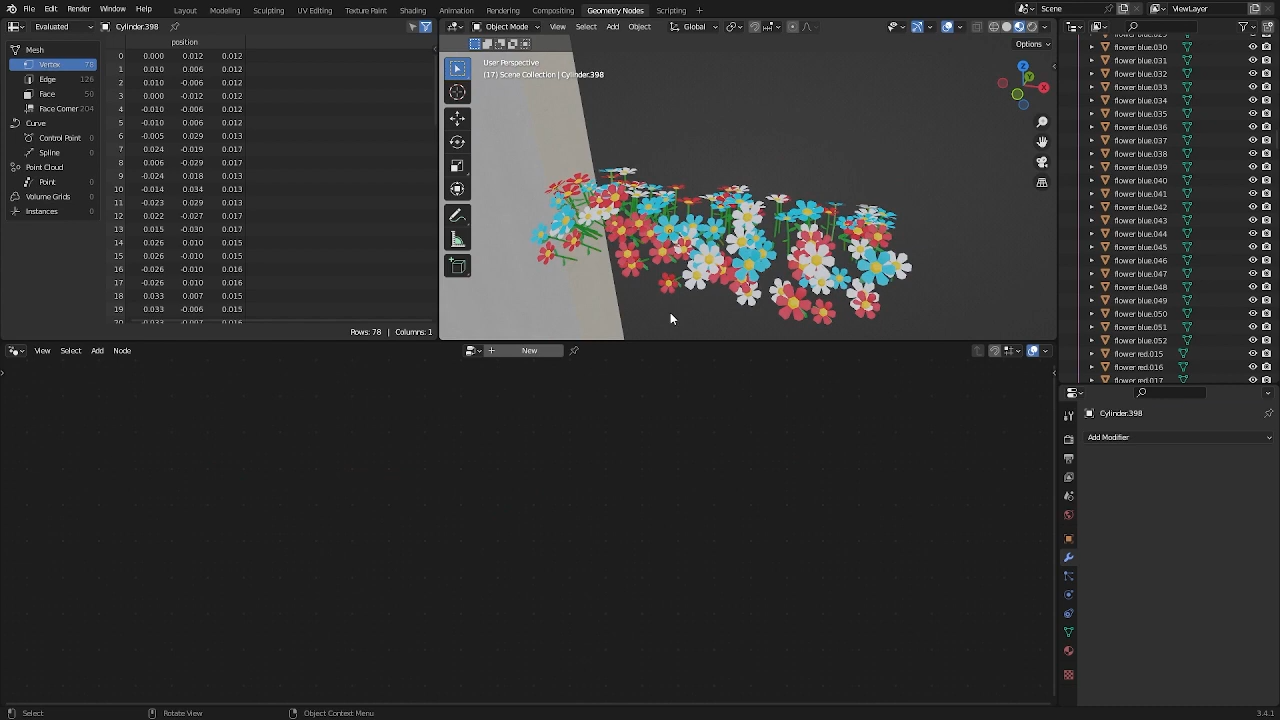 File Edit Render Window Help Layout Modeling Sculpting UV Editing Texture Paint Shading Animation Rendering Compositing Geometry Nodes Scripting + Scene ViewLayer
Evaluated Cylinder.398
Object Mode View Select Add Object Global
Options
position
Mesh
Vertex 78
Edge 126
Face 50
Face Corner 204
Curve
Control Point 0
Spline 0
Point Cloud
Point 0
Volume Grids 0
Instances 0
0 0.000 0.012 0.012
1 0.010 0.006 0.012
2 0.010 -0.006 0.012
3 0.000 -0.012 0.012
4 -0.010 -0.006 0.012
5 -0.010 0.006 0.012
6 -0.005 0.029 0.013
7 0.024 -0.019 0.017
8 0.006 0.029 0.013
9 -0.024 0.018 0.013
10 -0.014 0.034 0.013
11 -0.023 0.029 0.013
12 0.022 -0.027 0.017
13 0.015 -0.030 0.017
14 0.026 0.010 0.015
15 0.026 -0.010 0.015
16 -0.026 -0.010 0.016
17 -0.026 0.010 0.016
18 0.033 0.007 0.015
19 0.033 -0.006 0.015
20 -0.033 -0.007 0.016
Rows: 78 | Columns: 1
User Perspective
(17) Scene Collection | Cylinder.398
Z
Y
X
flower blue.030
flower blue.031
flower blue.032
flower blue.033
flower blue.034
flower blue.035
flower blue.036
flower blue.037
flower blue.038
flower blue.039
flower blue.040
flower blue.041
flower blue.042
flower blue.043
flower blue.044
flower blue.045
flower blue.046
flower blue.047
flower blue.048
flower blue.049
flower blue.050
flower blue.051
flower blue.052
flower red.015
flower red.016
flower red.017
View Select Add Node + New
Cylinder.398
Add Modifier
Select Rotate View Object Context Menu 3.4.1